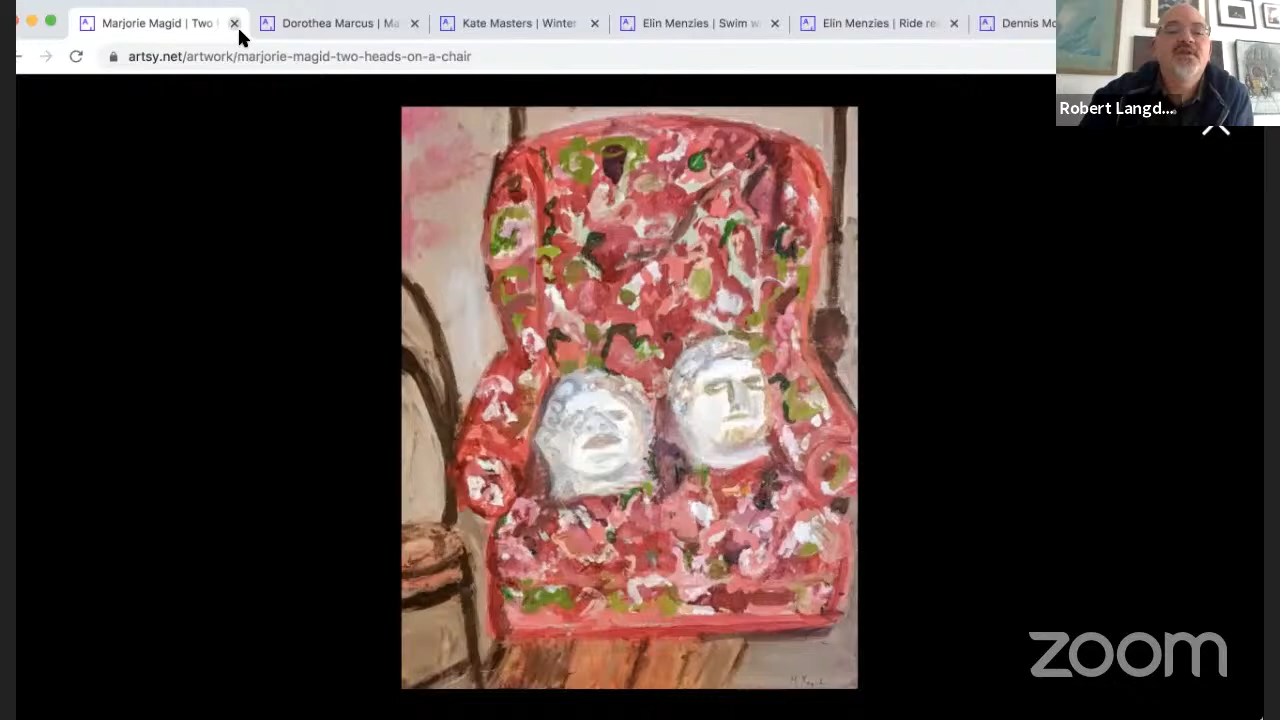 Marjorie Magid | Two
Dorothea Marcus | Ma
Kate Masters | Winter
Elin Menzies | Swim w
Elin Menzies | Ride re
Dennis Mc
artsy.net/artwork/marjorie-magid-two-heads-on-a-chair
Robert Langd...
zoom